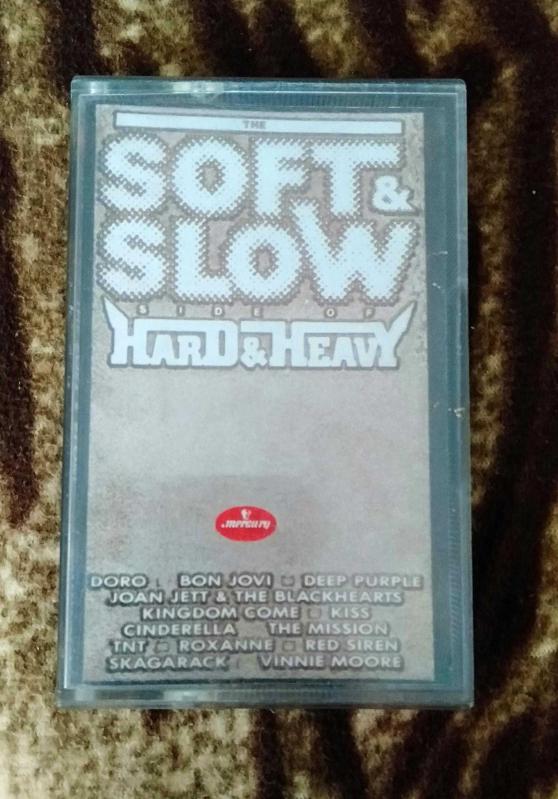 THE
SOFT &
SLOW
SIDE OF
HARD & HEAVY
mercury
DORO BON JOVI DEEP PURPLE
JOAN JETT & THE BLACKHEARTS
KINGDOM COME KISS
CINDERELLA THE MISSION
TNT ROXANNE RED SIREN
SKAGARACK VINNIE MOORE